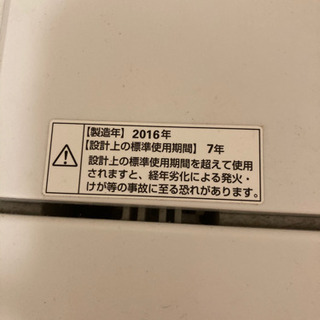 【製造年】2016年
【設計上の標準使用期間】7年
設計上の標準使用期間を超えて使用
されますと、経年劣化による発火・
けが等の事故に至る恐れがあります。